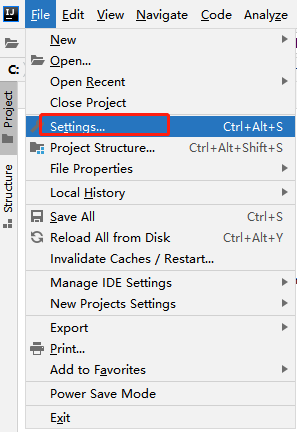 IJ File Edit View Navigate Code Analyze
C:
Project
Structure
New
Open...
Open Recent
Close Project
Settings... Ctrl+Alt+S
Project Structure... Ctrl+Alt+Shift+S
File Properties
Local History
Save All Ctrl+S
Reload All from Disk Ctrl+Alt+Y
Invalidate Caches / Restart...
Manage IDE Settings
New Projects Settings
Export
Print...
Add to Favorites
Power Save Mode
Exit